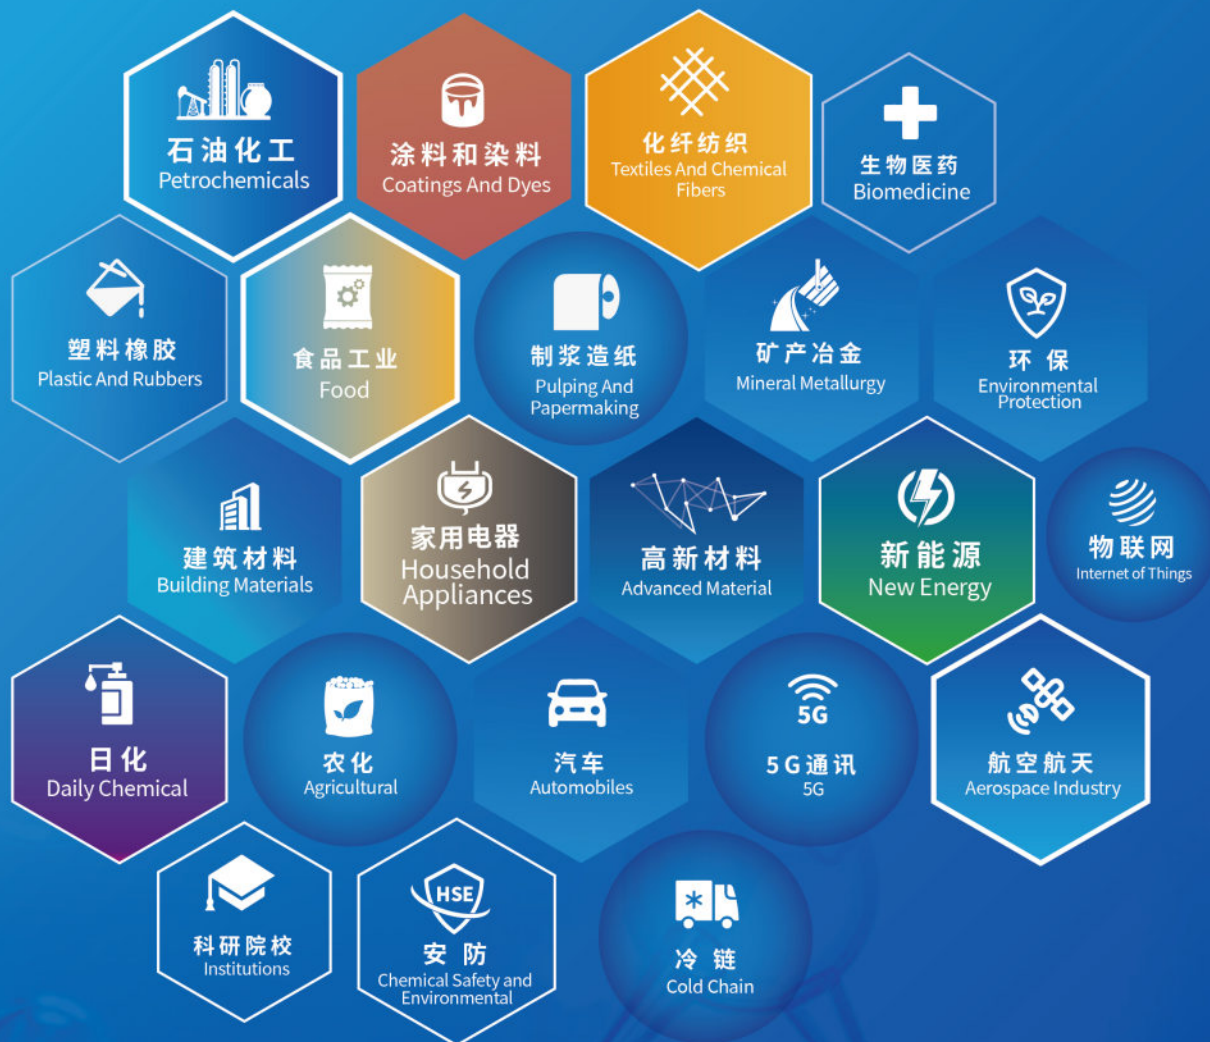 石油化工
Petrochemicals
涂料和染料
Coatings And Dyes
化纤纺织
Textiles And Chemical
Fibers
生物医药
Biomedicine
塑料橡胶
Plastic And Rubbers
食品工业
Food
制浆造纸
Pulping And
Papermaking
矿产冶金
Mineral Metallurgy
环保
Environmental
Protection
建筑材料
Building Materials
家用电器
Household
Appliances
高新材料
Advanced Material
新能源
New Energy
物联网
Internet of Things
日化
Daily Chemical
农化
Agricultural
汽车
Automobiles
5G
5G通讯
5G
航空航天
Aerospace Industry
科研院校
Institutions
HSE
安防
Chemical Safety and
Environmental
冷链
Cold Chain